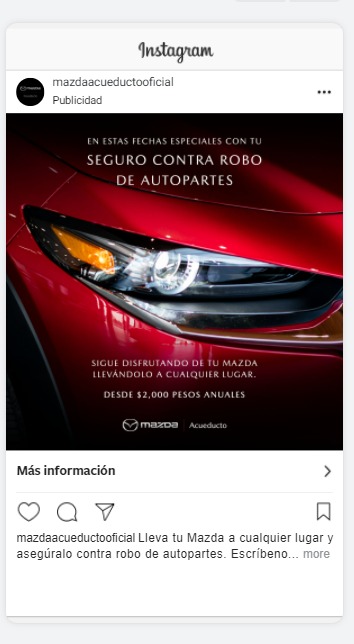 Instagram
mazdaacueductooficial
Publicidad
EN ESTAS FECHAS ESPECIALES CON TU
SEGURO CONTRA ROBO
DE AUTOPARTES
SIGUE DISFRUTANDO DE TU MAZDA
LLEVÁNDOLO A CUALQUIER LUGAR.
DESDE $2,000 PESOS ANUALES
mazda | Acueducto
Más información
mazdaacueductooficial Lleva tu Mazda a cualquier lugar y
asegúralo contra robo de autopartes. Escríbeno... more